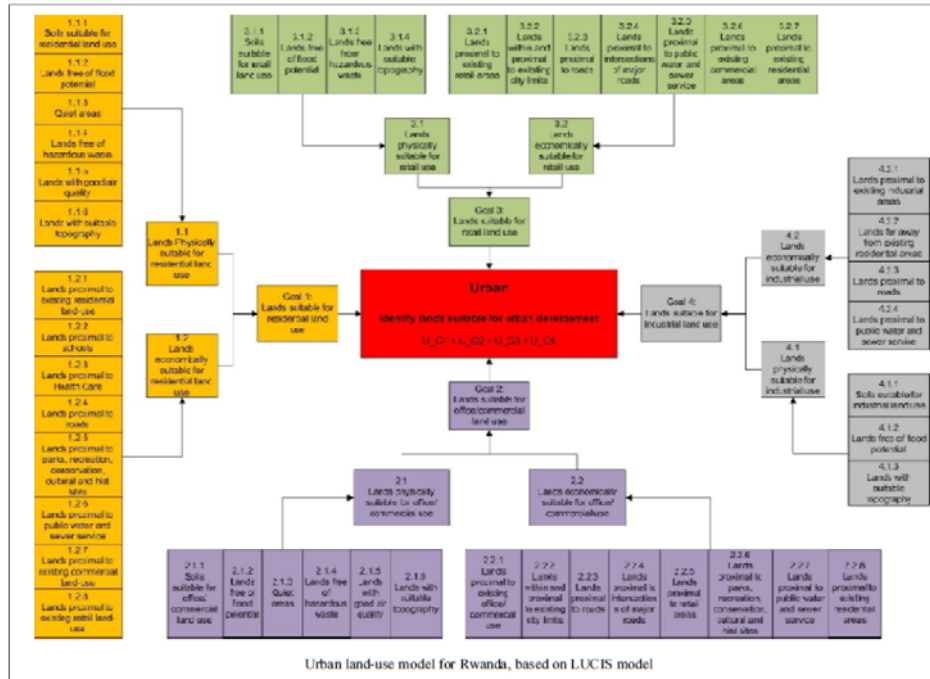 1.1.1
Soils suitable for
residential land use
1.1.2
Lands free of flood
potential
1.1.3
Quiet areas
1.1.4
Lands free of
hazardous waste
1.1.5
Lands with good air
quality
1.1.6
Lands with suitable
topography
1.2.1
Lands proximal to
existing residential
land-use
1.2.2
Lands proximal to
schools
1.2.3
Lands proximal to
Health Care
1.2.4
Lands proximal to
roads
1.2.5
Lands proximal to
parks, recreation,
conservation,
cultural and hist
sites
1.2.6
Lands proximal to
public water and
sewer service
1.2.7
Lands proximal to
existing commercial
land-use
1.2.8
Lands proximal to
existing retail land-
use
1.1
Lands Physically
suitable for
residential land
use
1.2
Lands
economically
suitable for
residential land
use
Goal 1:
Lands suitable for
residential land
use
3.1.1
Soils
suitable
for retail
land use
3.1.2
Lands free
of flood
potential
3.1.3
Lands free
from
hazardous
waste
3.1.4
Lands with
suitable
topography
3.2.1
Lands
proximal to
existing
retail areas
3.2.2
Lands
within and
proximal
to existing
city limits
3.2.3
Lands
proximal
to roads
3.2.4
Lands
proximal to
intersections
of major
roads
3.2.5
Lands
proximal
to public
water and
sewer
service
3.2.6
Lands
proximal to
existing
commercial
areas
3.2.7
Lands
proximal to
existing
residential
areas
3.1
Lands
physically
suitable for
retail use
3.2
Lands
economically
suitable for
retail use
Goal 3:
Lands suitable for
retail land use
Urban
Identify lands suitable for urban development
U_G1 + U_G2 + U_G3 + U_G4
Goal 4:
Lands suitable for
industrial land use
4.2
Lands
economically
suitable for
industrial use
4.1
Lands
physically
suitable for
industrial use
4.2.1
Lands proximal to
existing industrial
areas
4.2.2
Lands far away
from existing
residential areas
4.2.3
Lands proximal to
roads
4.2.4
Lands proximal to
public water and
sewer service
4.1.1
Soils suitable for
industrial land use
4.1.2
Lands free of flood
potential
4.1.3
Lands with
suitable
topography
Goal 2:
Lands suitable for
office/commercial
land use
2.1
Lands physically
suitable for office/
commercial use
2.2
Lands economically
suitable for office/
commercial use
2.1.1
Soils
suitable for
office/
commercial
land use
2.1.2
Lands
free of
flood
potential
2.1.3
Quiet
areas
2.1.4
Lands free
of
hazardous
waste
2.1.5
Lands
with
good air
quality
2.1.6
Lands with
suitable
topography
2.2.1
Lands
proximal to
existing
office/
commercial
use
2.2.2
Lands
within and
proximal
to existing
city limits
2.2.3
Lands
proximal
to roads
2.2.4
Lands
proximal to
intersection
s of major
roads
2.2.5
Lands
proximal
to retail
areas
2.2.6
Lands
proximal to
parks,
recreation,
conservation,
cultural and
hist sites
2.2.7
Lands
proximal to
public water
and sewer
service
2.2.8
Lands
proximal to
existing
residential
areas
Urban land-use model for Rwanda, based on LUCIS model